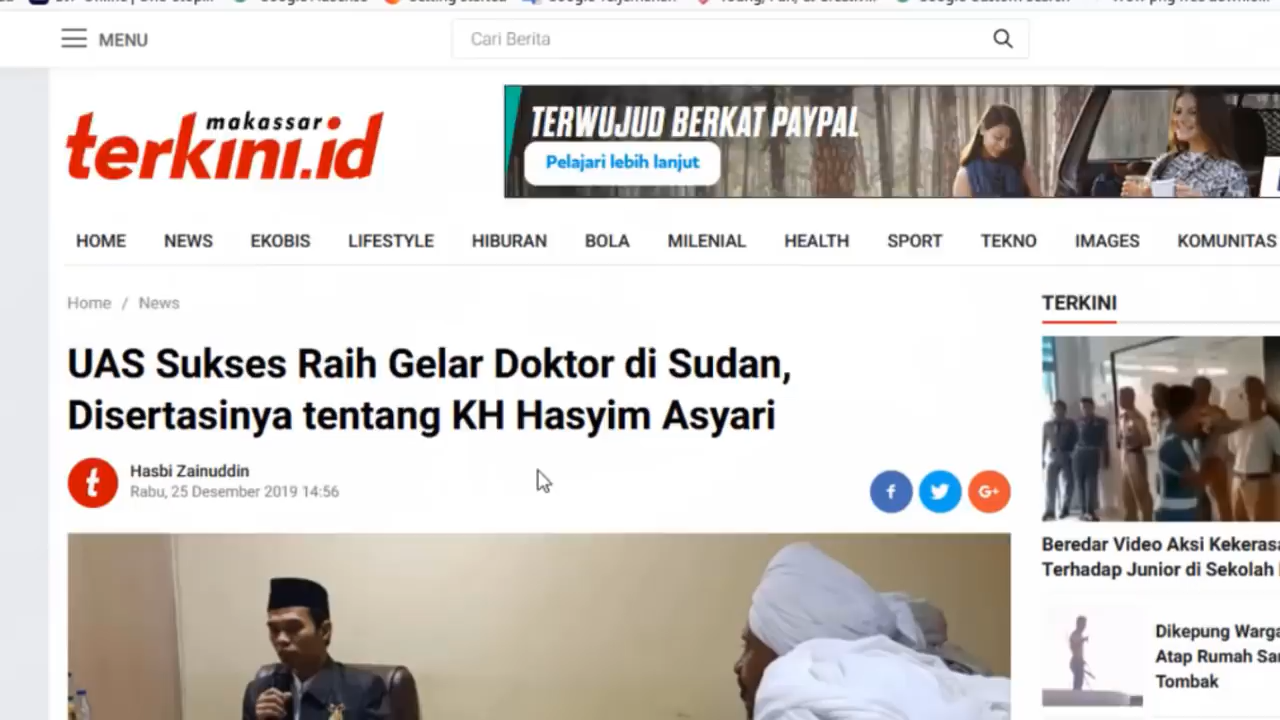 MENU
Cari Berita
makassar
terkini.id
TERWUJUD BERKAT PAYPAL
Pelajari lebih lanjut
HOME NEWS EKOBIS LIFESTYLE HIBURAN BOLA MILENIAL HEALTH SPORT TEKNO IMAGES KOMUNITAS
Home / News
UAS Sukses Raih Gelar Doktor di Sudan,
Disertasinya tentang KH Hasyim Asyari
t
Hasbi Zainuddin
Rabu, 25 Desember 2019 14:56
f
G+
TERKINI
Beredar Video Aksi
Terhadap Junior di Sekolah
Dikepung
Atap Rumah
Tombak